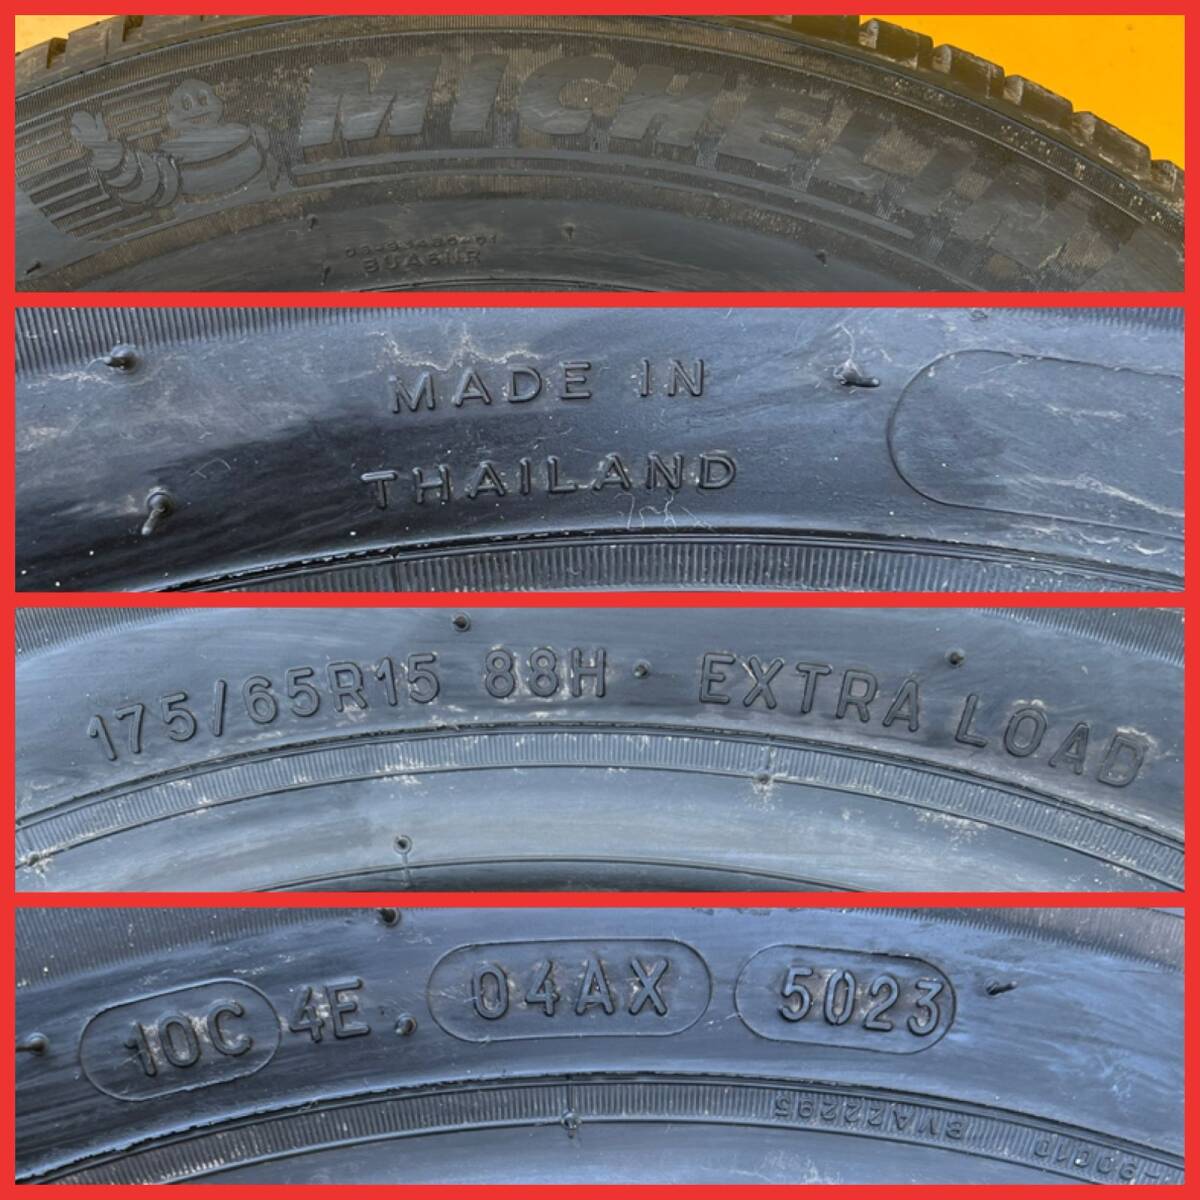 MICHELIN
MADE IN
THAILAND
175/65R15 88H EXTRA LOAD
10C 4E 04AX 5023